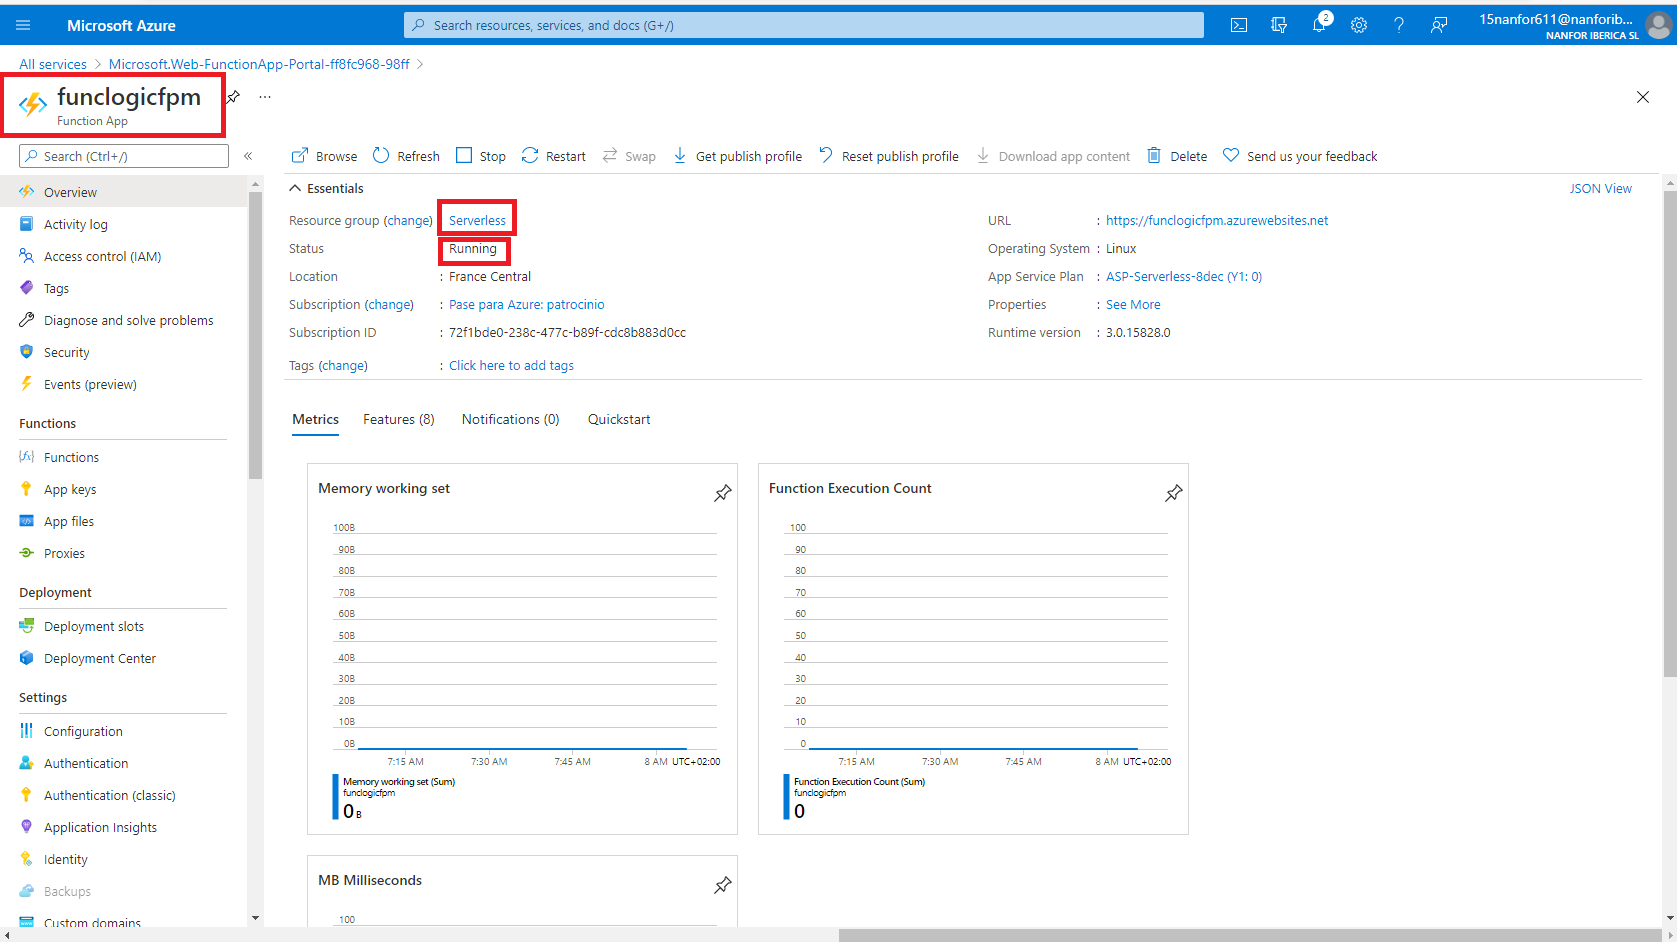 Microsoft Azure
Search resources, services, and docs (G+/)
2
15nanfor611@nanforib...
NANFOR IBERICA SL
All services > Microsoft.Web-FunctionApp-Portal-ff8fc968-98ff >
funclogicfpm
...
Function App
Search (Ctrl+/)
«
Browse
Refresh
Stop
Restart
Swap
Get publish profile
Reset publish profile
Download app content
Delete
Send us your feedback
Overview
Activity log
Access control (IAM)
Tags
Diagnose and solve problems
Security
Events (preview)
Functions
Functions
App keys
App files
Proxies
Deployment
Deployment slots
Deployment Center
Settings
Configuration
Authentication
Authentication (classic)
Application Insights
Identity
Backups
Custom domains
Essentials
JSON View
Resource group (change) Serverless
Status Running
Location : France Central
Subscription (change) : Pase para Azure: patrocinio
Subscription ID : 72f1bde0-238c-477c-b89f-cdc8b883d0cc
Tags (change) : Click here to add tags
URL : https://funclogicfpm.azurewebsites.net
Operating System : Linux
App Service Plan : ASP-Serverless-8dec (Y1: 0)
Properties : See More
Runtime version : 3.0.15828.0
Metrics
Features (8)
Notifications (0)
Quickstart
Memory working set
100B
90B
80B
70B
60B
50B
40B
30B
20B
10B
0B
7:15 AM 7:30 AM 7:45 AM 8 AM UTC+02:00
Memory working set (Sum)
funclogicfpm
0 B
Function Execution Count
100
90
80
70
60
50
40
30
20
10
0
7:15 AM 7:30 AM 7:45 AM 8 AM UTC+02:00
Function Execution Count (Sum)
funclogicfpm
0
MB Milliseconds
100